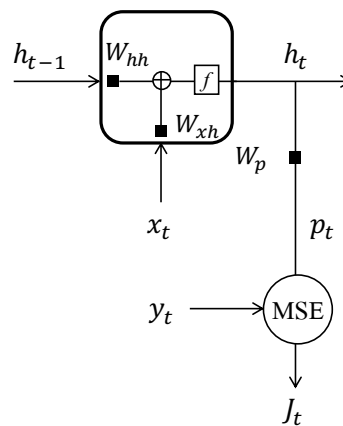 h_{t−1}
W_{hh}
f
h_t
W_{xh}
W_p
x_t
p_t
y_t
MSE
J_t